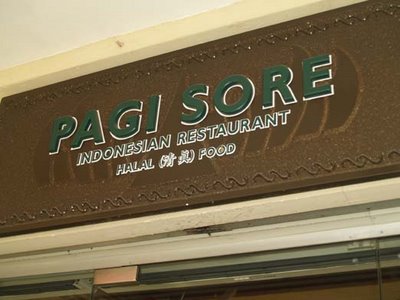 PAGI SORE
INDONESIAN RESTAURANT
HALAL (清真) FOOD